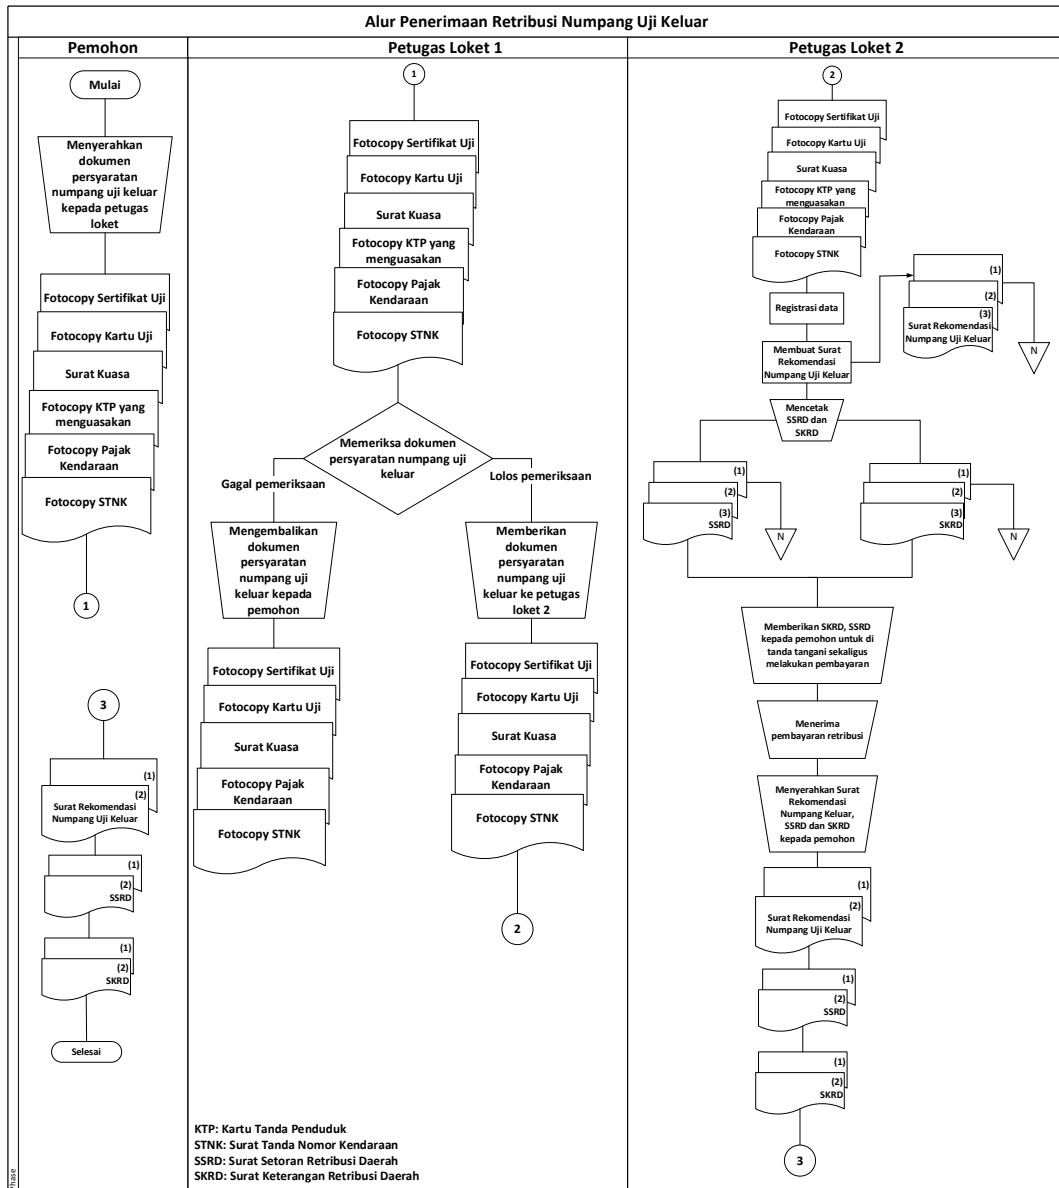 Alur Penerimaan Retribusi Numpang Uji Keluar
Pemohon
Petugas Loket 1
Petugas Loket 2
Mulai
Menyerahkan
dokumen
persyaratan
numpang uji keluar
kepada petugas
loket
Fotocopy Sertifikat Uji
Fotocopy Kartu Uji
Surat Kuasa
Fotocopy KTP yang
menguasakan
Fotocopy Pajak
Kendaraan
Fotocopy STNK
1
3
(1)
(2)
Surat Rekomendasi
Numpang Uji Keluar
(1)
(2)
SSRD
(1)
(2)
SKRD
Selesai
1
Fotocopy Sertifikat Uji
Fotocopy Kartu Uji
Surat Kuasa
Fotocopy KTP yang
menguasakan
Fotocopy Pajak
Kendaraan
Fotocopy STNK
Memeriksa dokumen
persyaratan numpang uji
keluar
Gagal pemeriksaan
Lolos pemeriksaan
Mengembalikan
dokumen
persyaratan
numpang uji
keluar kepada
pemohon
Fotocopy Sertifikat Uji
Fotocopy Kartu Uji
Surat Kuasa
Fotocopy Pajak
Kendaraan
Fotocopy STNK
Memberikan
dokumen
persyaratan
numpang uji
keluar ke petugas
loket 2
Fotocopy Sertifikat Uji
Fotocopy Kartu Uji
Surat Kuasa
Fotocopy Pajak
Kendaraan
Fotocopy STNK
2
KTP: Kartu Tanda Penduduk
STNK: Surat Tanda Nomor Kendaraan
SSRD: Surat Setoran Retribusi Daerah
SKRD: Surat Keterangan Retribusi Daerah
2
Fotocopy Sertifikat Uji
Fotocopy Kartu Uji
Surat Kuasa
Fotocopy KTP yang
menguasakan
Fotocopy Pajak
Kendaraan
Fotocopy STNK
Registrasi data
Membuat Surat
Rekomendasi
Numpang Uji Keluar
(1)
(2)
(3)
Surat Rekomendasi
Numpang Uji Keluar
N
Mencetak
SSRD dan
SKRD
(1)
(2)
(3)
SSRD
N
(1)
(2)
(3)
SKRD
N
Memberikan SKRD, SSRD
kepada pemohon untuk di
tanda tangani sekaligus
melakukan pembayaran
Menerima
pembayaran retribusi
Menyerahkan Surat
Rekomendasi
Numpang Keluar,
SSRD dan SKRD
kepada pemohon
(1)
(2)
Surat Rekomendasi
Numpang Uji Keluar
(1)
(2)
SSRD
(1)
(2)
SKRD
3
Phase